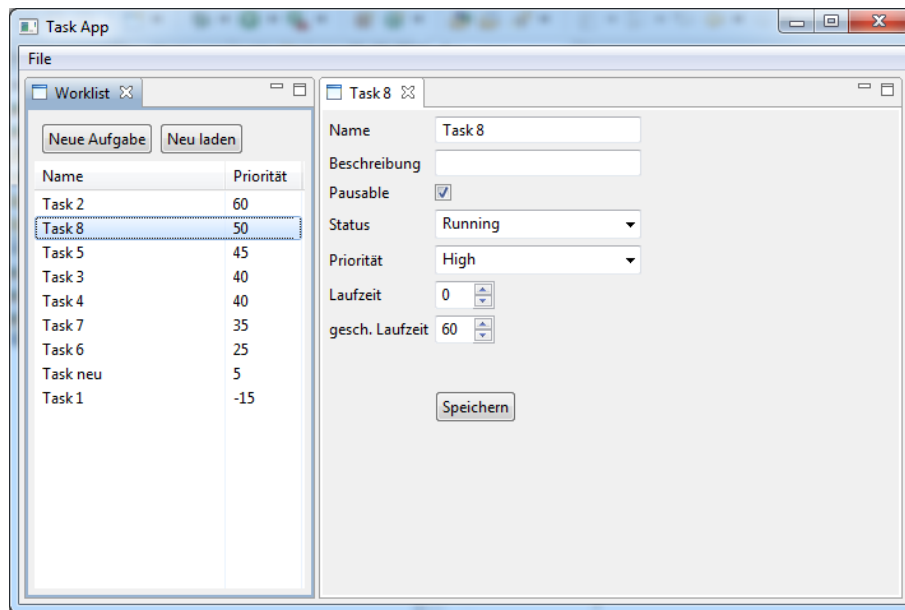 Task App
File
Worklist
Neue Aufgabe Neu laden
Name Priorität
Task 2 60
Task 8 50
Task 5 45
Task 3 40
Task 4 40
Task 7 35
Task 6 25
Task neu 5
Task 1 -15
Task 8
Name Task 8
Beschreibung
Pausable
Status Running
Priorität High
Laufzeit 0
gesch. Laufzeit 60
Speichern